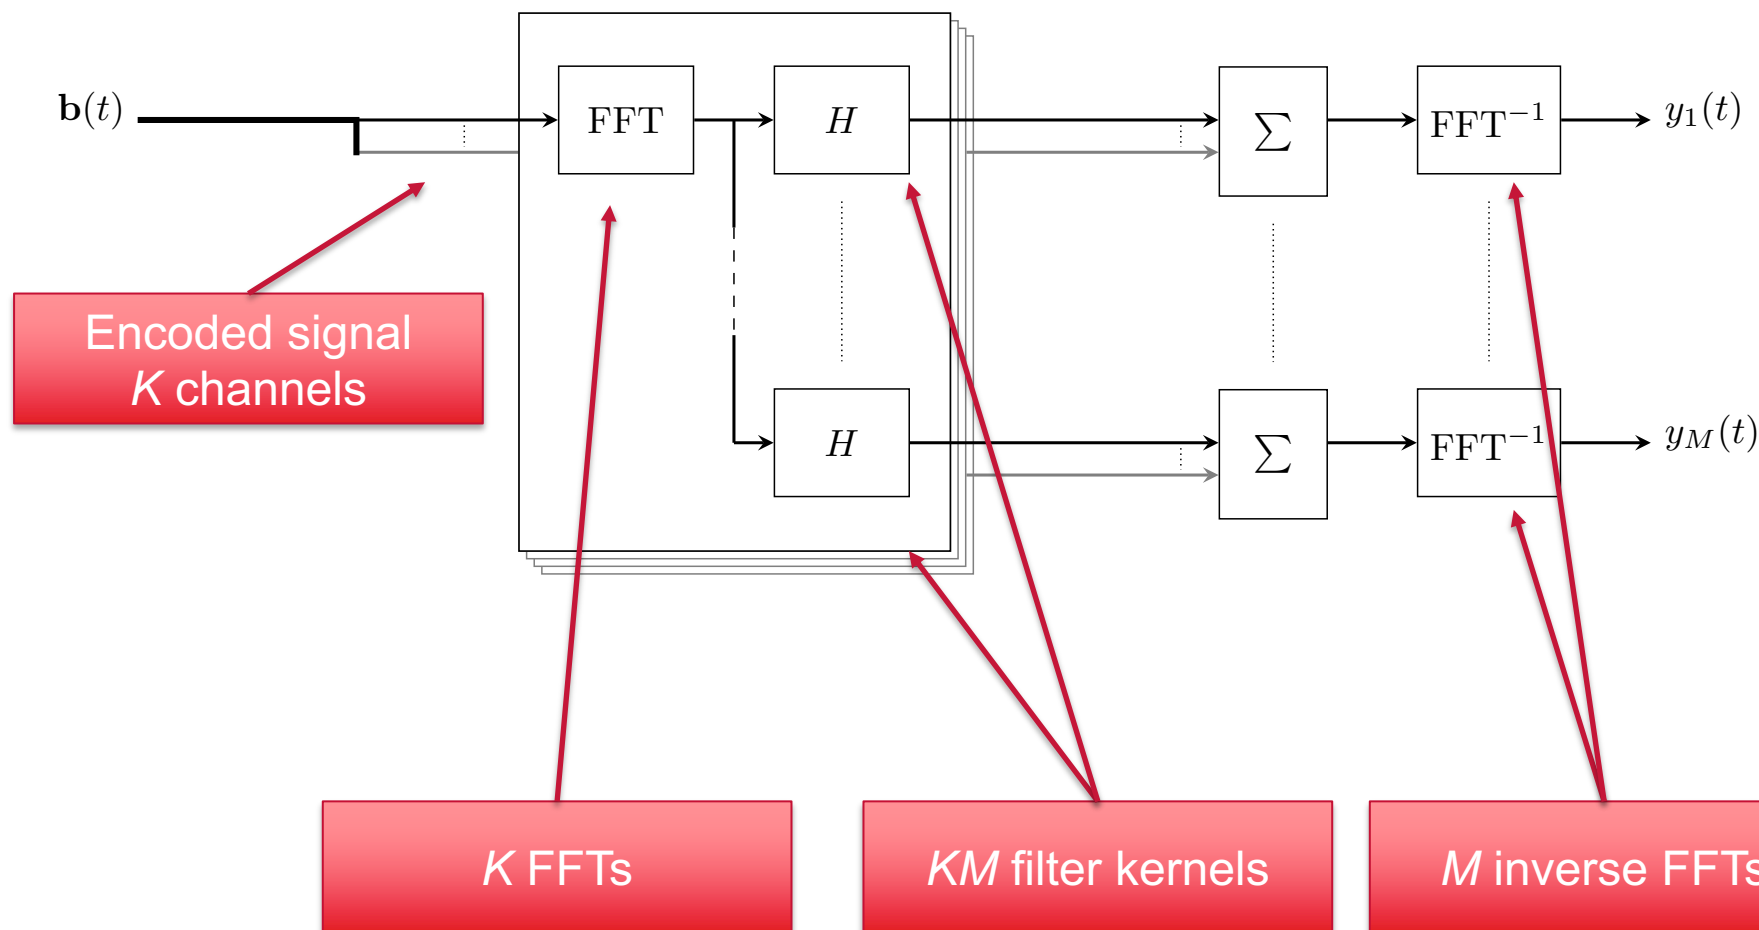 b(t)
FFT
H
∑
FFT⁻¹
y₁(t)
Encoded signal
K channels
H
∑
FFT⁻¹
y_M(t)
K FFTs
KM filter kernels
M inverse FFTs